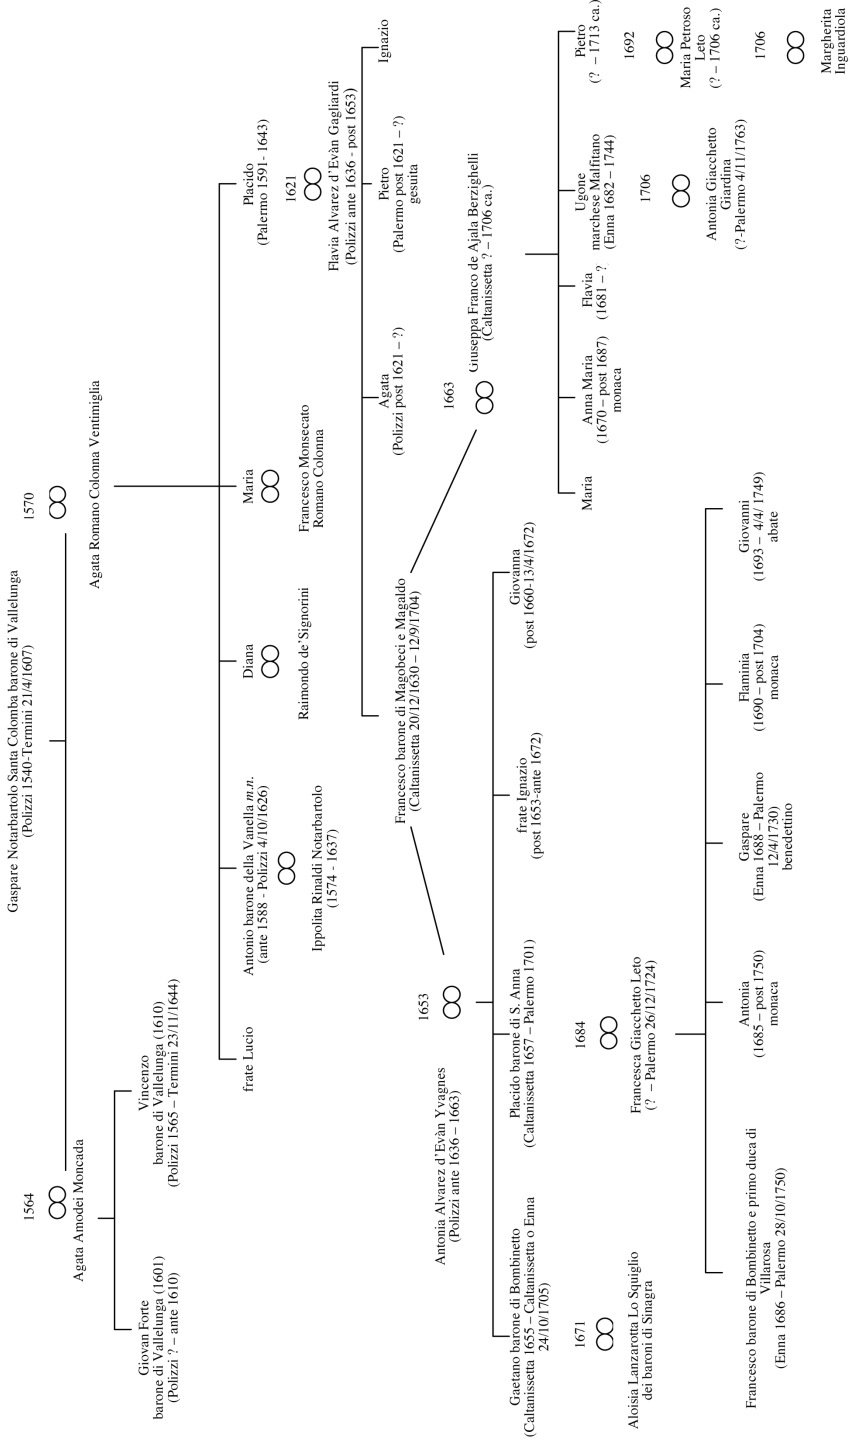 Gaspare Notarbartolo Santa Colomba barone di Vallelunga
(Polizzi 1540-Termini 21/4/1607)
1564
Agata Amodei Moncada
1570
Agata Romano Colonna Ventimiglia
Giovan Forte
barone di Vallelunga (1601)
(Polizzi ? – ante 1610)
Vincenzo
barone di Vallelunga (1610)
(Polizzi 1565 – Termini 23/11/1644)
frate Lucio
Antonio barone della Vanella m.n.
(ante 1588 - Polizzi 4/10/1626)
Ippolita Rinaldi Notarbartolo
(1574 - 1637)
Diana
Raimondo de’Signorini
Maria
Francesco Monsecato
Romano Colonna
Placido
(Palermo 1591- 1643)
1621
Flavia Alvarez d’Evàn Gagliardi
(Polizzi ante 1636 - post 1653)
Francesco barone di Magobeci e Magaldo
(Caltanissetta 20/12/1630 – 12/9/1704)
Agata
(Polizzi post 1621 – ?)
Pietro
(Palermo post 1621 – ?)
gesuita
Ignazio
1653
Antonia Alvarez d’Evàn Yvagnes
(Polizzi ante 1636 – 1663)
1663
Giuseppa Franco de Ajala Berzighelli
(Caltanissetta ? – 1706 ca.)
Gaetano barone di Bombinetto
(Caltanissetta 1655 – Caltanissetta o Enna
24/10/1705)
1671
Aloisia Lanzarotta Lo Squiglio
dei baroni di Sinagra
Placido barone di S. Anna
(Caltanissetta 1657 – Palermo 1701)
1684
Francesca Giacchetto Leto
(? – Palermo 26/12/1724)
frate Ignazio
(post 1653-ante 1672)
Giovanna
(post 1660-13/4/1672)
Maria
Anna Maria
(1670 – post 1687)
monaca
Flavia
(1681 – ?
Ugone
marchese Malfitano
(Enna 1682 – 1744)
1706
Antonia Giacchetto
Giardina
(?-Palermo 4/11/1763)
Pietro
(? – 1713 ca.)
1692
Maria Petroso
Leto
(? – 1706 ca.)
1706
Margherita
Inguardiola
Francesco barone di Bombinetto e primo duca di
Villarosa
(Enna 1686 – Palermo 28/10/1750)
Antonia
(1685 – post 1750)
monaca
Gaspare
(Enna 1688 – Palermo
12/4/1730)
benedettino
Flaminia
(1690 – post 1704)
monaca
Giovanni
(1693 – 4/4/ 1749)
abate